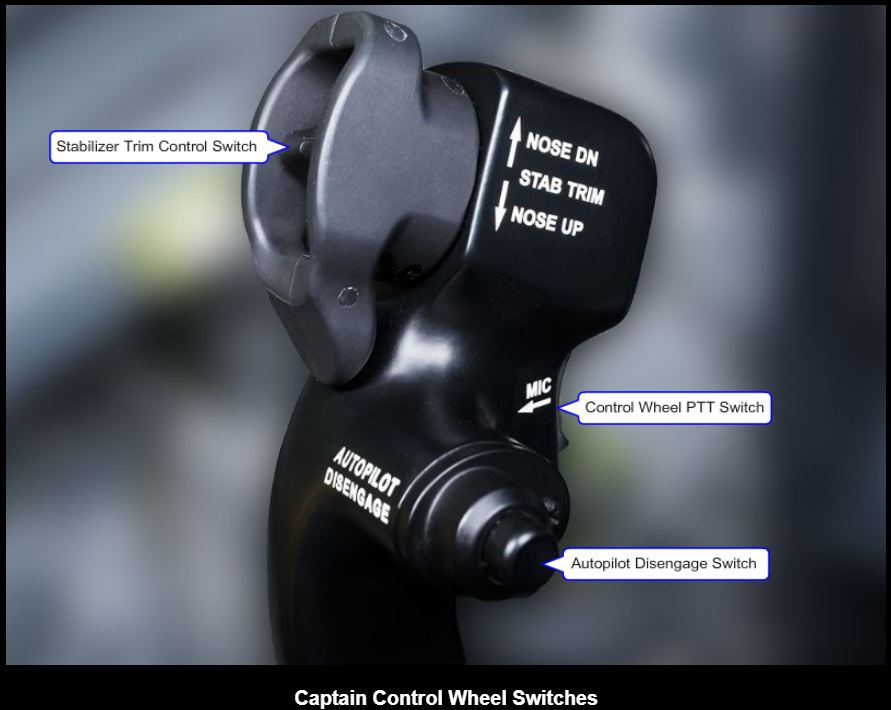 Stabilizer Trim Control Switch
NOSE DN
STAB TRIM
NOSE UP
MIC
Control Wheel PTT Switch
AUTOPILOT
DISENGAGE
Autopilot Disengage Switch
Captain Control Wheel Switches